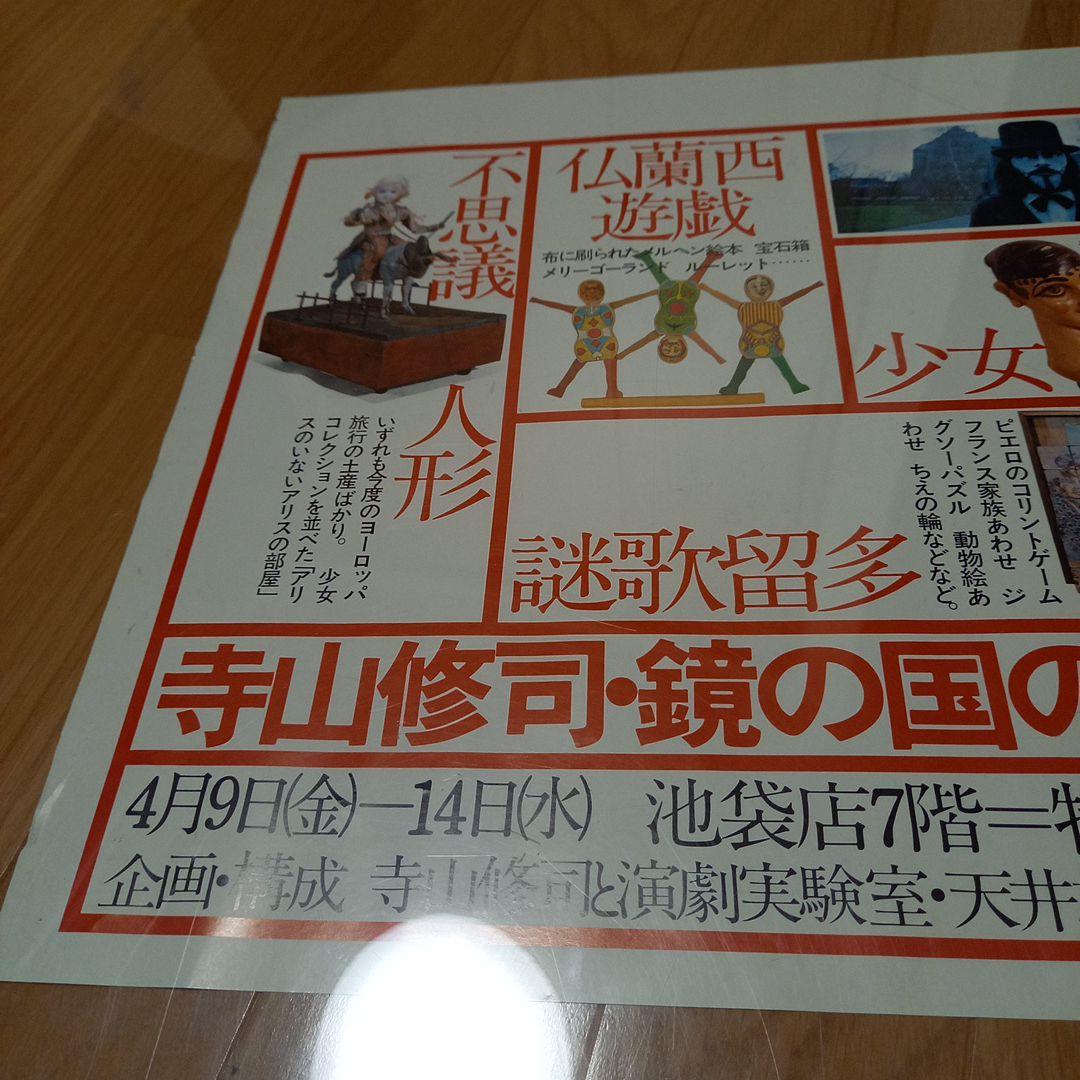 不思議
人形
いずれも今度のヨーロッパ
旅行の土産ばかり。 少女
コレクションを並べた「アリ
スのいないアリスの部屋」
仏蘭西
遊戯
布に刷られたメルヘン絵本 宝石箱
メリーゴーランド ルーレット……
少女
謎歌留多
ピエロのコリントゲーム
フランス家族あわせ ジ
グソーパズル 動物絵あ
わせ ちえの輪などなど。
寺山修司・鏡の国の
4月9日(金)—14日(水) 池袋店7階=特
企画・構成 寺山修司と演劇実験室・天井